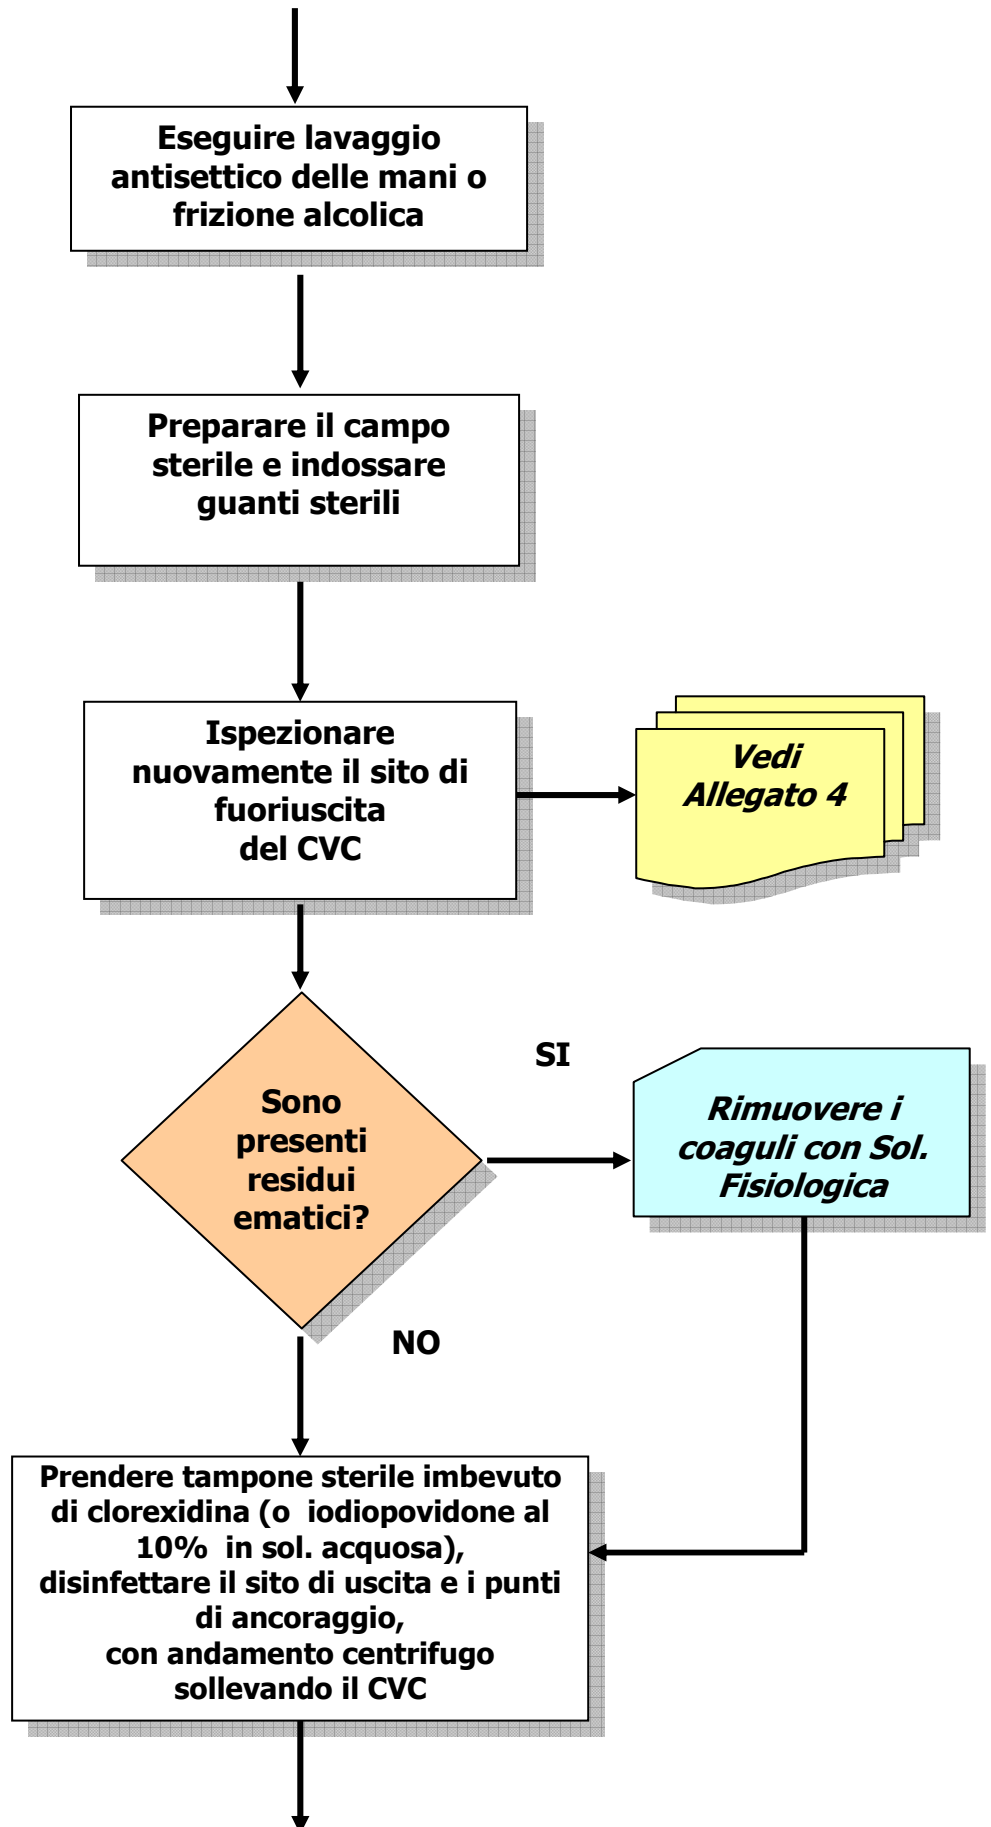 Eseguire lavaggio
antisettico delle mani o
frizione alcolica
Preparare il campo
sterile e indossare
guanti sterili
Ispezionare
nuovamente il sito di
fuoriuscita
del CVC
Vedi
Allegato 4
Sono
presenti
residui
ematici?
SI
Rimuovere i
coaguli con Sol.
Fisiologica
NO
Prendere tampone sterile imbevuto
di clorexidina (o iodiopovidone al
10% in sol. acquosa),
disinfettare il sito di uscita e i punti
di ancoraggio,
con andamento centrifugo
sollevando il CVC